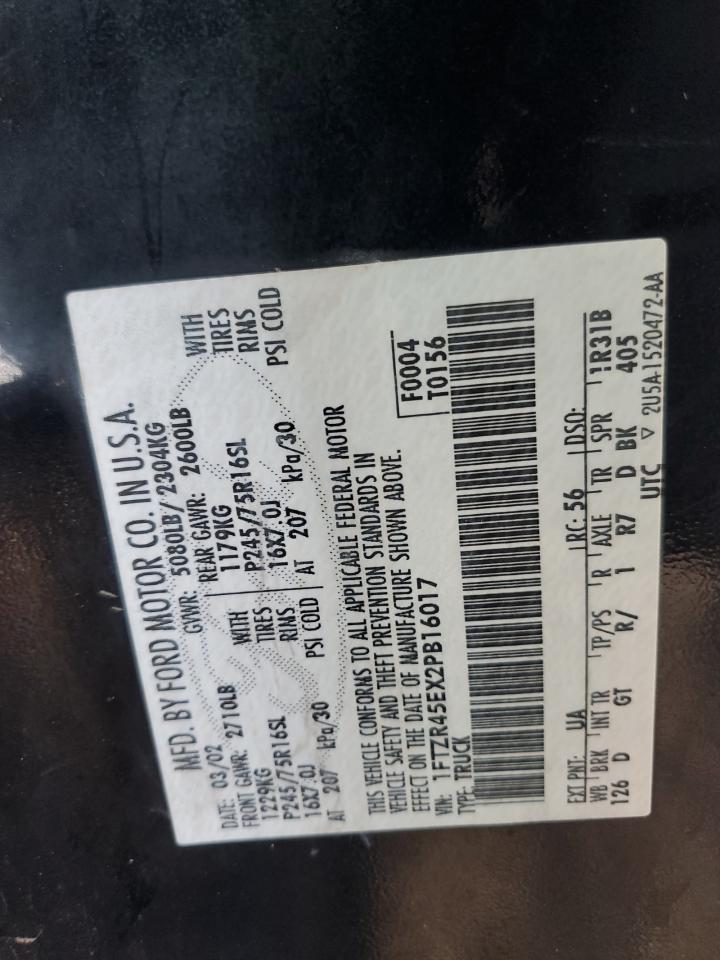 MFD. BY FORD MOTOR CO. IN U.S.A.
DATE: 03/02 GVWR: 5080LB/ 2304KG
FRONT GAWR: 2710LB REAR GAWR: 2600LB
1229KG WITH 1179KG WITH
P245/75R16SL TIRES P245/75R16SL TIRES
16X7.0J RIMS 16X7.0J RIMS
AT 207 kPa/30 PSI COLD AT 207 kPa/30 PSI COLD
THIS VEHICLE CONFORMS TO ALL APPLICABLE FEDERAL MOTOR
VEHICLE SAFETY AND THEFT PREVENTION STANDARDS IN
EFFECT ON THE DATE OF MANUFACTURE SHOWN ABOVE.
VIN: 1FTZR45EX2PB16017
TYPE: TRUCK
F0004
T0156
EXT PNT: UA RC: 56 DSO:
WB BRK INT TR TP/PS R AXLE TR SPR 1R31B
126 D GT R/ 1 R7 D BK 405
UTC ▽ 2U5A-1520472-AA